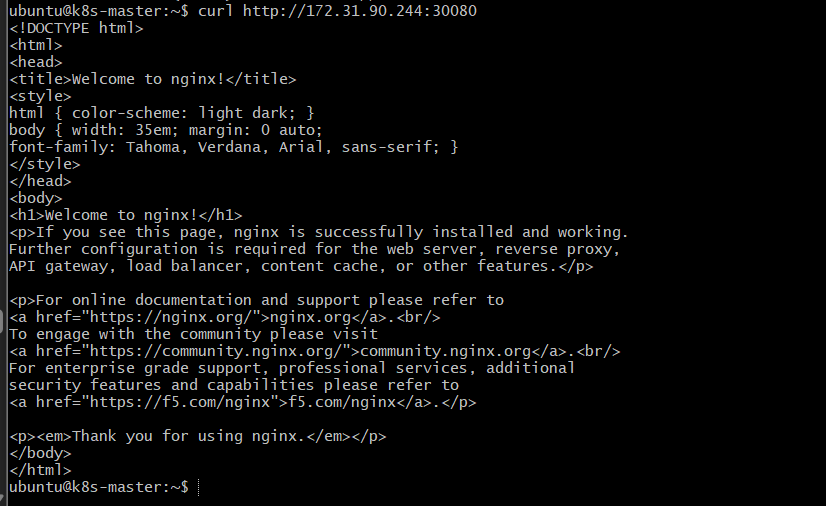 ubuntu@k8s-master:~$ curl http://172.31.90.244:30080
<!DOCTYPE html>
<html>
<head>
<title>Welcome to nginx!</title>
<style>
html { color-scheme: light dark; }
body { width: 35em; margin: 0 auto;
font-family: Tahoma, Verdana, Arial, sans-serif; }
</style>
</head>
<body>
<h1>Welcome to nginx!</h1>
<p>If you see this page, nginx is successfully installed and working.
Further configuration is required for the web server, reverse proxy,
API gateway, load balancer, content cache, or other features.</p>

<p>For online documentation and support please refer to
<a href="https://nginx.org/">nginx.org</a>.<br/>
To engage with the community please visit
<a href="https://community.nginx.org/">community.nginx.org</a>.<br/>
For enterprise grade support, professional services, additional
security features and capabilities please refer to
<a href="https://f5.com/nginx">f5.com/nginx</a>.</p>

<p><em>Thank you for using nginx.</em></p>
</body>
</html>
ubuntu@k8s-master:~$